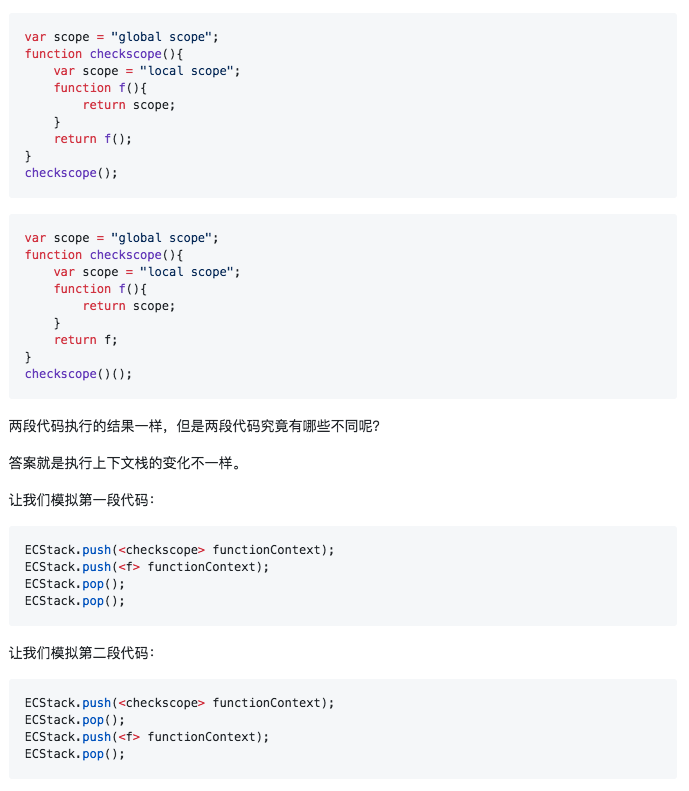 var scope = "global scope";
function checkscope(){
    var scope = "local scope";
    function f(){
        return scope;
    }
    return f();
}
checkscope();
var scope = "global scope";
function checkscope(){
    var scope = "local scope";
    function f(){
        return scope;
    }
    return f;
}
checkscope()();
两段代码执行的结果一样，但是两段代码究竟有哪些不同呢？
答案就是执行上下文栈的变化不一样。
让我们模拟第一段代码：
ECStack.push(<checkscope> functionContext);
ECStack.push(<f> functionContext);
ECStack.pop();
ECStack.pop();
让我们模拟第二段代码：
ECStack.push(<checkscope> functionContext);
ECStack.pop();
ECStack.push(<f> functionContext);
ECStack.pop();